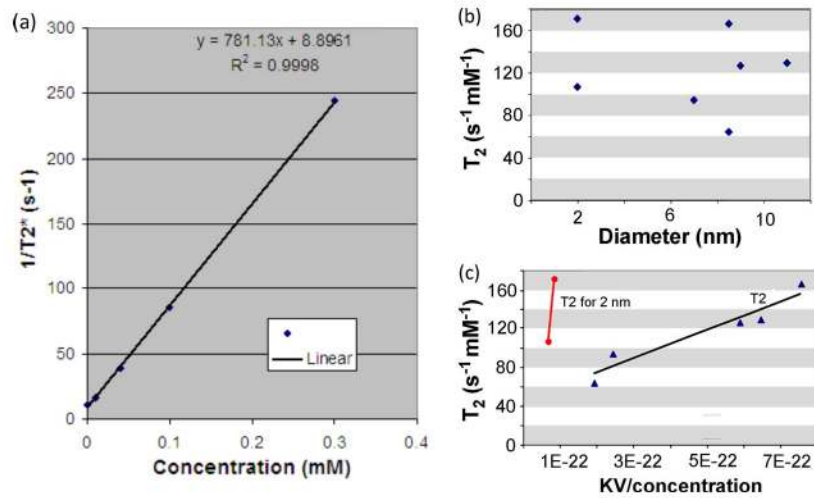 (a)
y = 781.13x + 8.8961
R² = 0.9998
300
250
200
150
100
50
0
1/T2* (s-1)
Linear
0 0.1 0.2 0.3 0.4
Concentration (mM)
(b)
160
120
80
40
0
T₂ (s⁻¹ mM⁻¹)
2 6 10
Diameter (nm)
(c)
160
120
80
40
0
T₂ (s⁻¹ mM⁻¹)
T2 for 2 nm
T2
1E-22 3E-22 5E-22 7E-22
KV/concentration